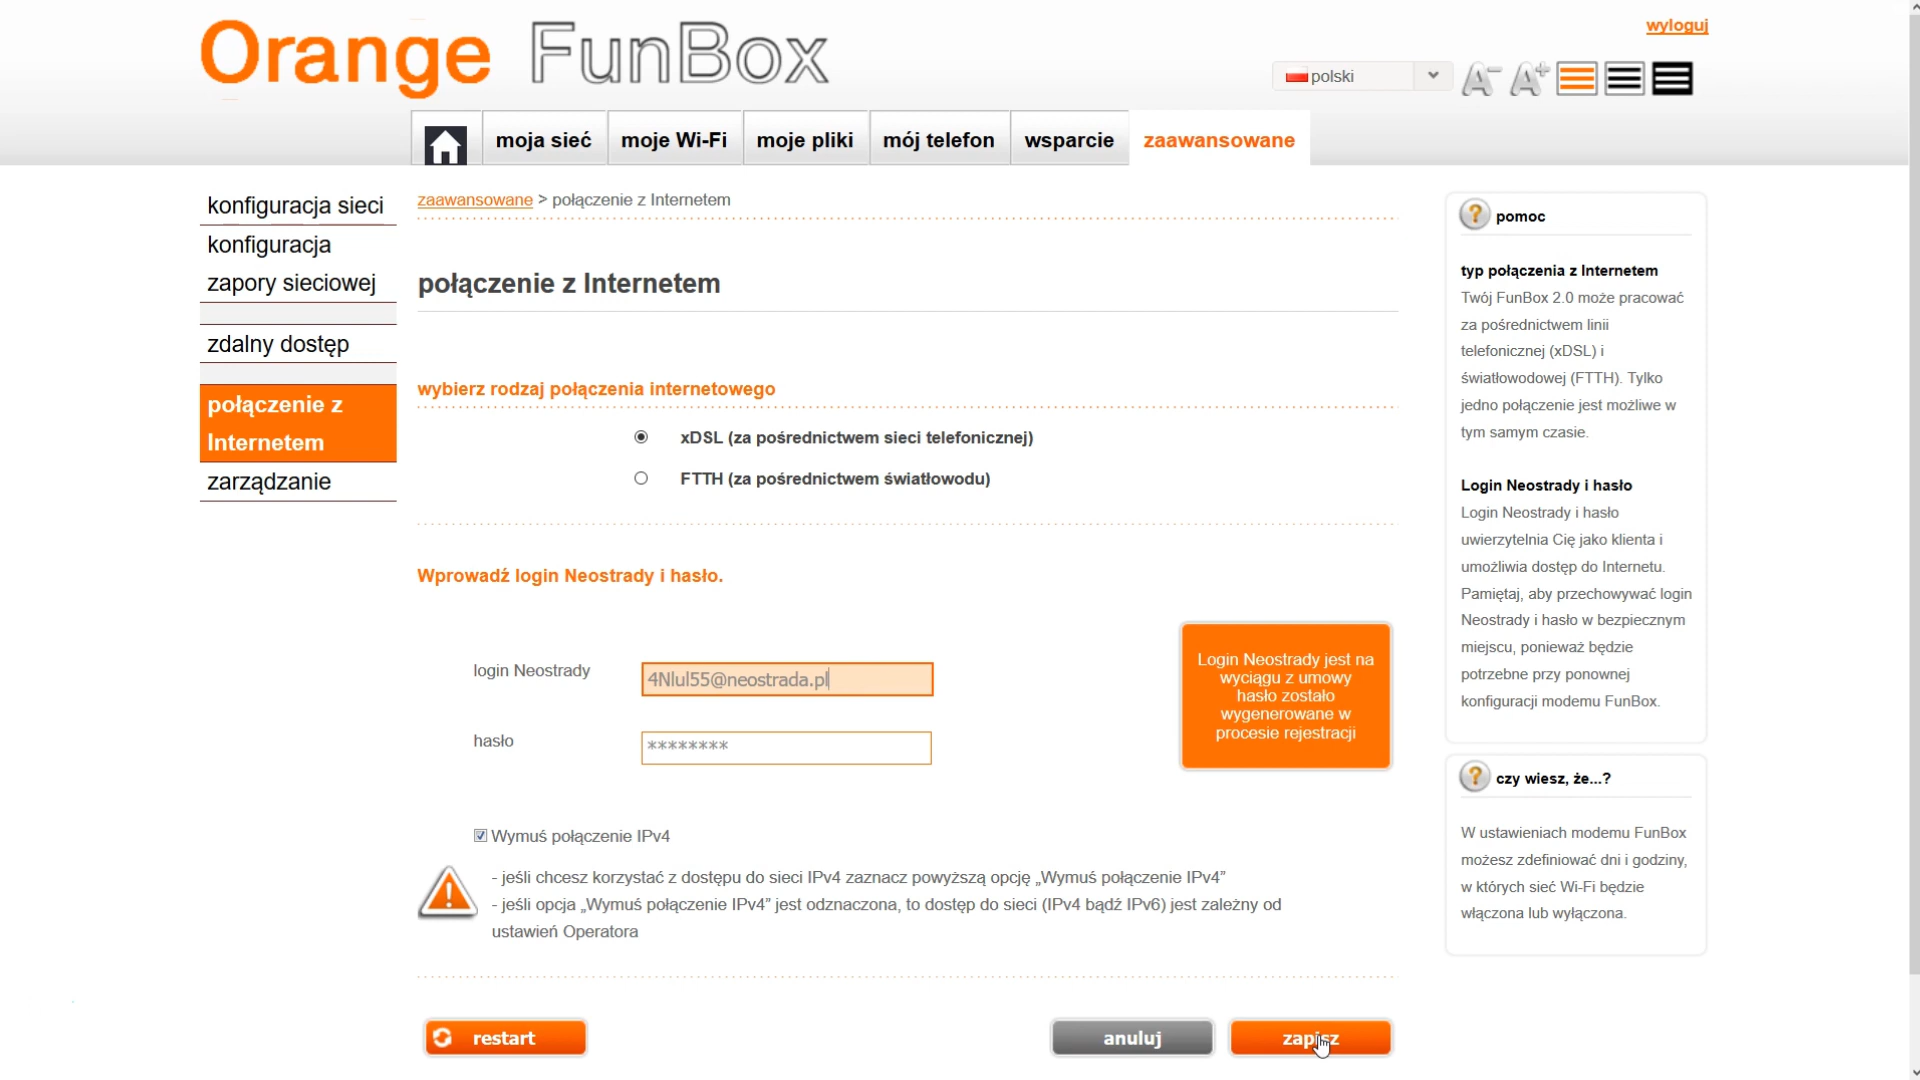 Orange FunBox
wyloguj
polski
A- A+
moja sieć
moje Wi-Fi
moje pliki
mój telefon
wsparcie
zaawansowane
konfiguracja sieci
konfiguracja
zapory sieciowej
zdalny dostęp
połączenie z
Internetem
zarządzanie
zaawansowane > połączenie z Internetem
połączenie z Internetem
wybierz rodzaj połączenia internetowego
xDSL (za pośrednictwem sieci telefonicznej)
FTTH (za pośrednictwem światłowodu)
Wprowadź login Neostrady i hasło.
login Neostrady
4Nlul55@neostrada.pl
hasło
********
Login Neostrady jest na
wyciągu z umowy
hasło zostało
wygenerowane w
procesie rejestracji
Wymuś połączenie IPv4
- jeśli chcesz korzystać z dostępu do sieci IPv4 zaznacz powyższą opcję „Wymuś połączenie IPv4”
- jeśli opcja „Wymuś połączenie IPv4” jest odznaczona, to dostęp do sieci (IPv4 bądź IPv6) jest zależny od
ustawień Operatora
restart
anuluj
zapisz
pomoc
typ połączenia z Internetem
Twój FunBox 2.0 może pracować
za pośrednictwem linii
telefonicznej (xDSL) i
światłowodowej (FTTH). Tylko
jedno połączenie jest możliwe w
tym samym czasie.
Login Neostrady i hasło
Login Neostrady i hasło
uwierzytelnia Cię jako klienta i
umożliwia dostęp do Internetu.
Pamiętaj, aby przechowywać login
Neostrady i hasło w bezpiecznym
miejscu, ponieważ będzie
potrzebne przy ponownej
konfiguracji modemu FunBox.
czy wiesz, że...?
W ustawieniach modemu FunBox
możesz zdefiniować dni i godziny,
w których sieć Wi-Fi będzie
włączona lub wyłączona.